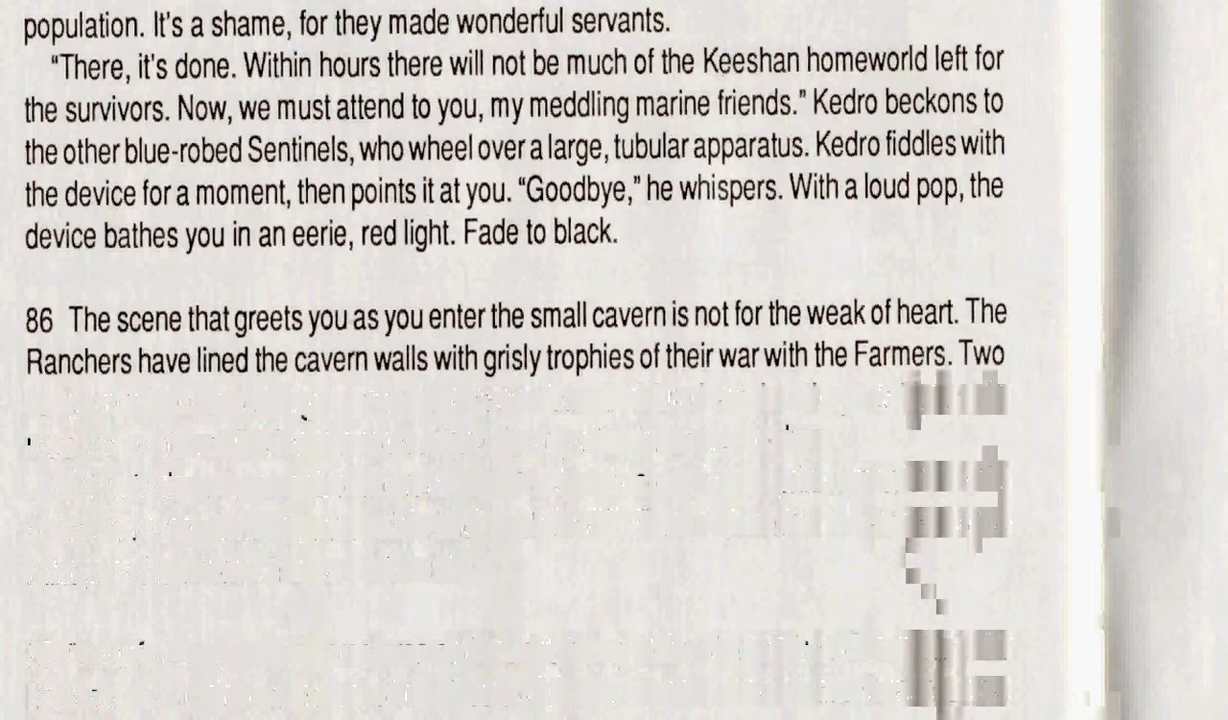 population. It's a shame, for they made wonderful servants.
"There, it's done. Within hours there will not be much of the Keeshan homeworld left for
the survivors. Now, we must attend to you, my meddling marine friends." Kedro beckons to
the other blue-robed Sentinels, who wheel over a large, tubular apparatus. Kedro fiddles with
the device for a moment, then points it at you. "Goodbye," he whispers. With a loud pop, the
device bathes you in an eerie, red light. Fade to black.
86 The scene that greets you as you enter the small cavern is not for the weak of heart. The
Ranchers have lined the cavern walls with grisly trophies of their war with the Farmers. Two